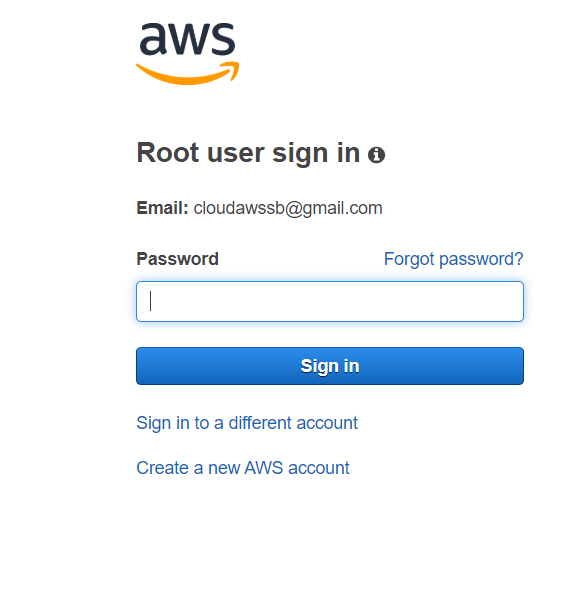 aws
Root user sign in
Email: cloudawssb@gmail.com
Password Forgot password?
Sign in
Sign in to a different account
Create a new AWS account